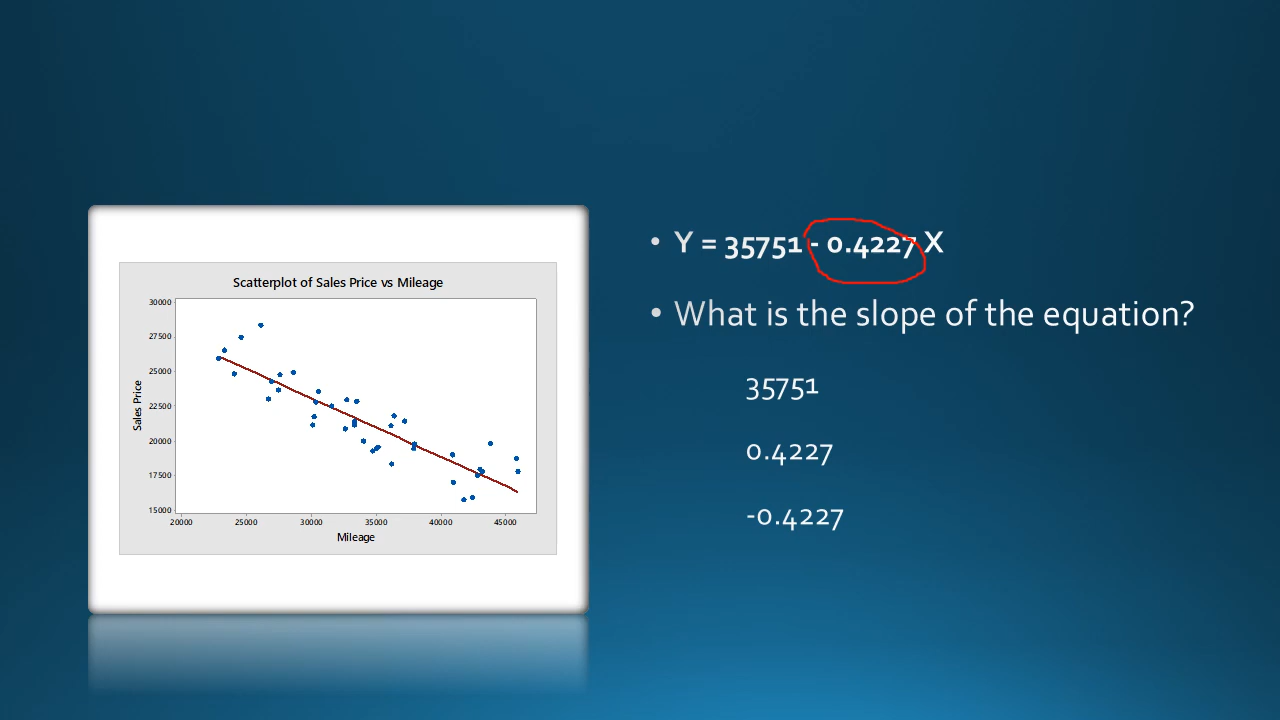 Scatterplot of Sales Price vs Mileage
30000
27500
25000
22500
20000
17500
15000
Sales Price
20000 25000 30000 35000 40000 45000
Mileage
• Y = 35751 - 0.4227 X
• What is the slope of the equation?
35751
0.4227
-0.4227